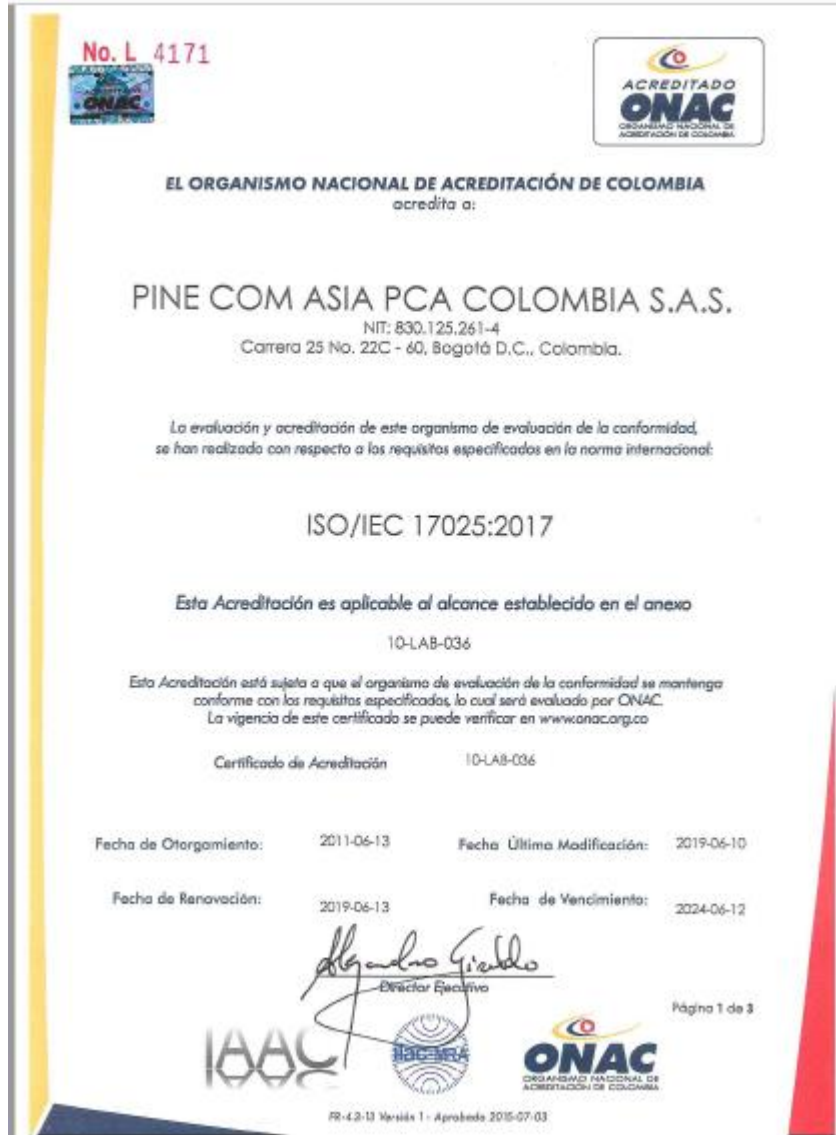 No. L 4171
ONAC
ACREDITADO
ONAC
ORGANISMO NACIONAL DE
ACREDITACIÓN DE COLOMBIA
EL ORGANISMO NACIONAL DE ACREDITACIÓN DE COLOMBIA
acredita a:
PINE COM ASIA PCA COLOMBIA S.A.S.
NIT: 830.125.261-4
Carrera 25 No. 22C - 60, Bogotá D.C., Colombia.
La evaluación y acreditación de este organismo de evaluación de la conformidad,
se han realizado con respecto a los requisitos especificados en la norma internacional:
ISO/IEC 17025:2017
Esta Acreditación es aplicable al alcance establecido en el anexo
10-LAB-036
Esta Acreditación está sujeta a que el organismo de evaluación de la conformidad se mantenga
conforme con los requisitos especificados, lo cual será evaluado por ONAC.
La vigencia de este certificado se puede verificar en www.onac.org.co
Certificado de Acreditación 10-LAB-036
Fecha de Otorgamiento: 2011-06-13 Fecha Última Modificación: 2019-06-10
Fecha de Renovación: 2019-06-13 Fecha de Vencimiento: 2024-06-12
Alejandro Giraldo
Director Ejecutivo
Página 1 de 3
IAAC
ilac-MRA
ONAC
ORGANISMO NACIONAL DE
ACREDITACIÓN DE COLOMBIA
FR-4.2-13 Versión 1 - Aprobado 2015-07-03